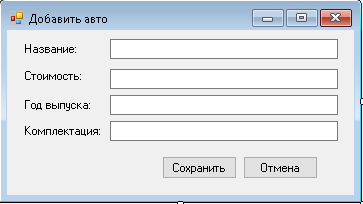 Добавить авто
Название:
Стоимость:
Год выпуска:
Комплектация:
Сохранить Отмена